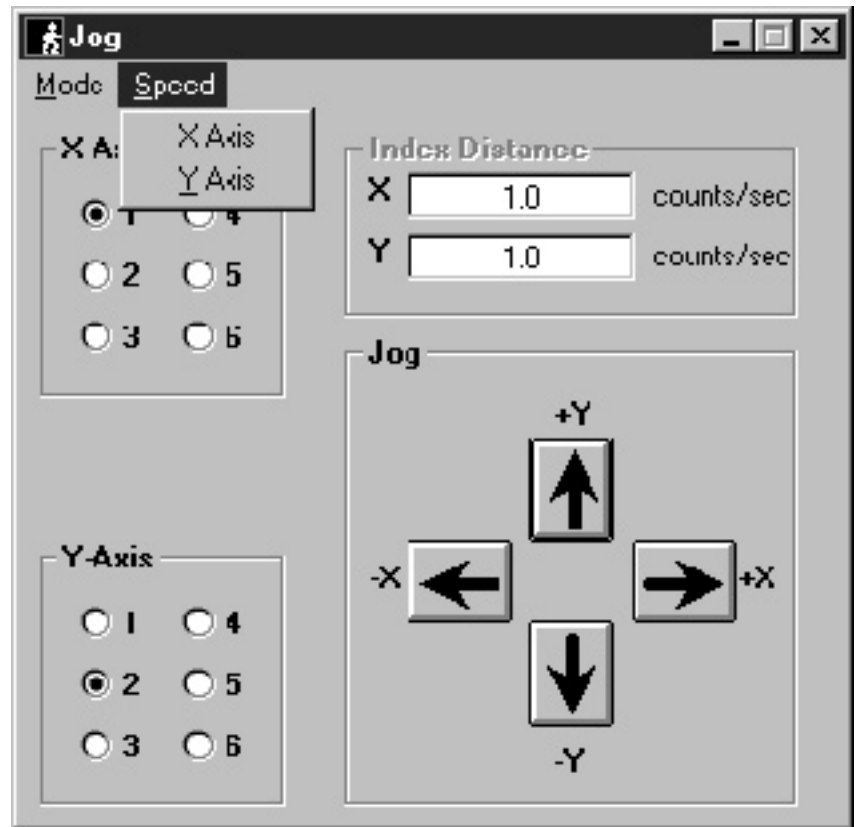 Jog
Mode Speed
X Axis
Y Axis
X A
1 4
2 5
3 6
Index Distance
X 1.0 counts/sec
Y 1.0 counts/sec
Jog
+Y
-X +X
-Y
Y-Axis
1 4
2 5
3 6